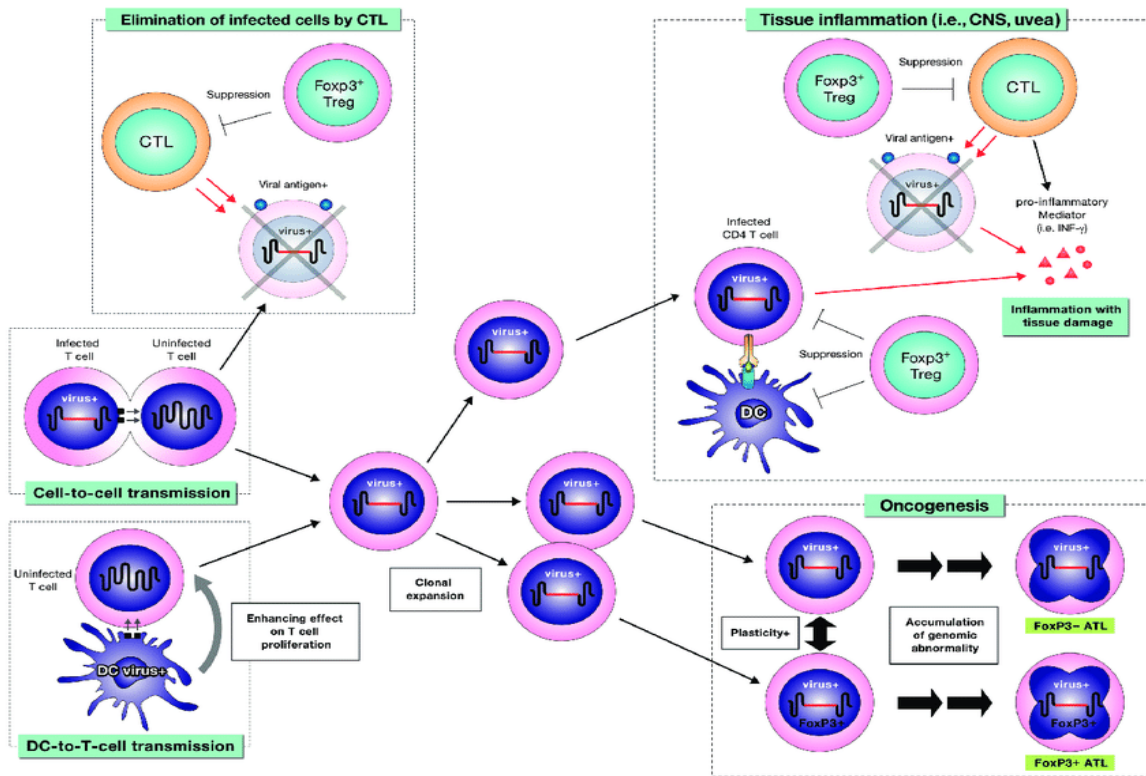 Elimination of infected cells by CTL
Foxp3⁺
Treg
Suppression
CTL
Viral antigen+
virus+
Tissue inflammation (i.e., CNS, uvea)
Foxp3⁺
Treg
Suppression
CTL
Viral antigen+
virus+
pro-inflammatory
Mediator
(i.e. INF-γ)
Infected
CD4 T cell
virus+
Inflammation with
tissue damage
Suppression
Foxp3⁺
Treg
DC
Infected
T cell
Uninfected
T cell
virus+
Cell-to-cell transmission
virus+
virus+
virus+
virus+
Clonal
expansion
Uninfected
T cell
Enhancing effect
on T cell
proliferation
DC virus+
DC-to-T-cell transmission
Oncogenesis
virus+
virus+
FoxP3− ATL
Plasticity+
Accumulation
of genomic
abnormality
virus+
FoxP3+
virus+
FoxP3+
FoxP3+ ATL